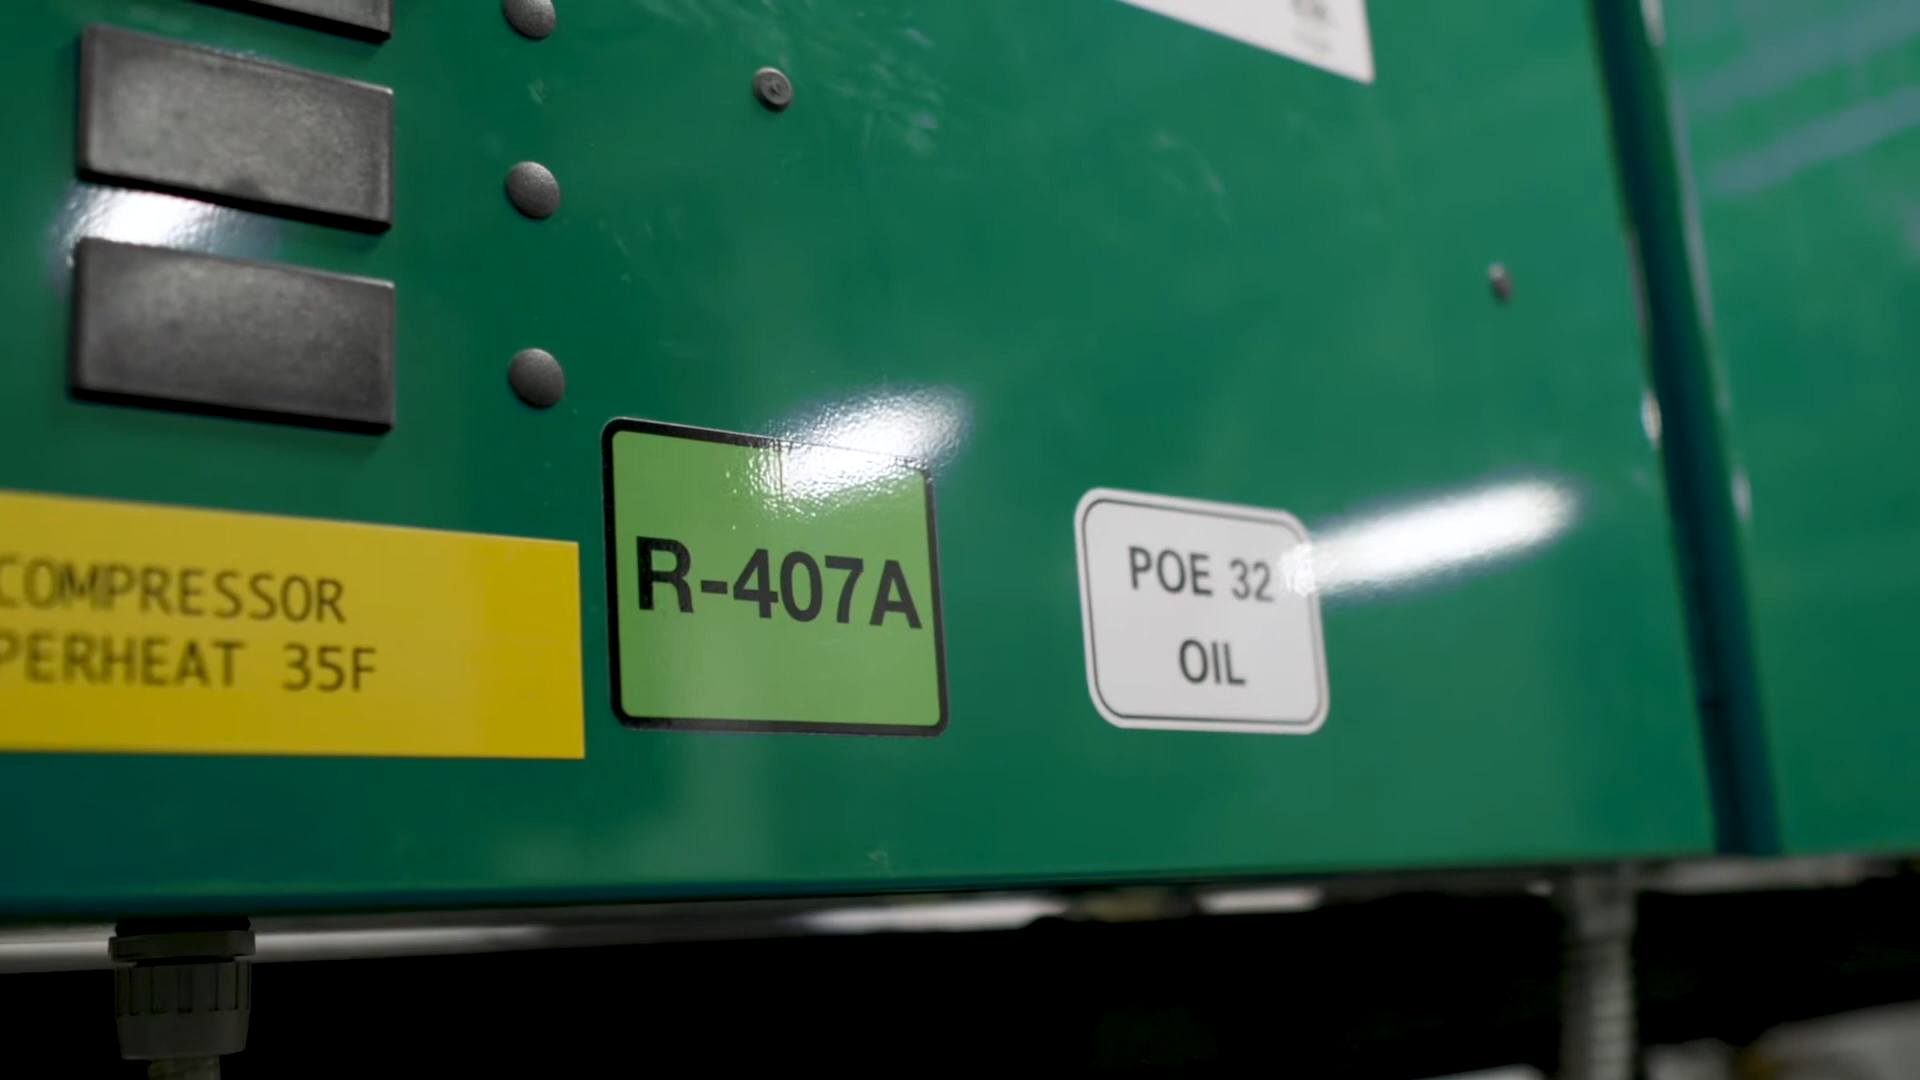 COMPRESSOR
PERHEAT 35F
R-407A
POE 32
OIL